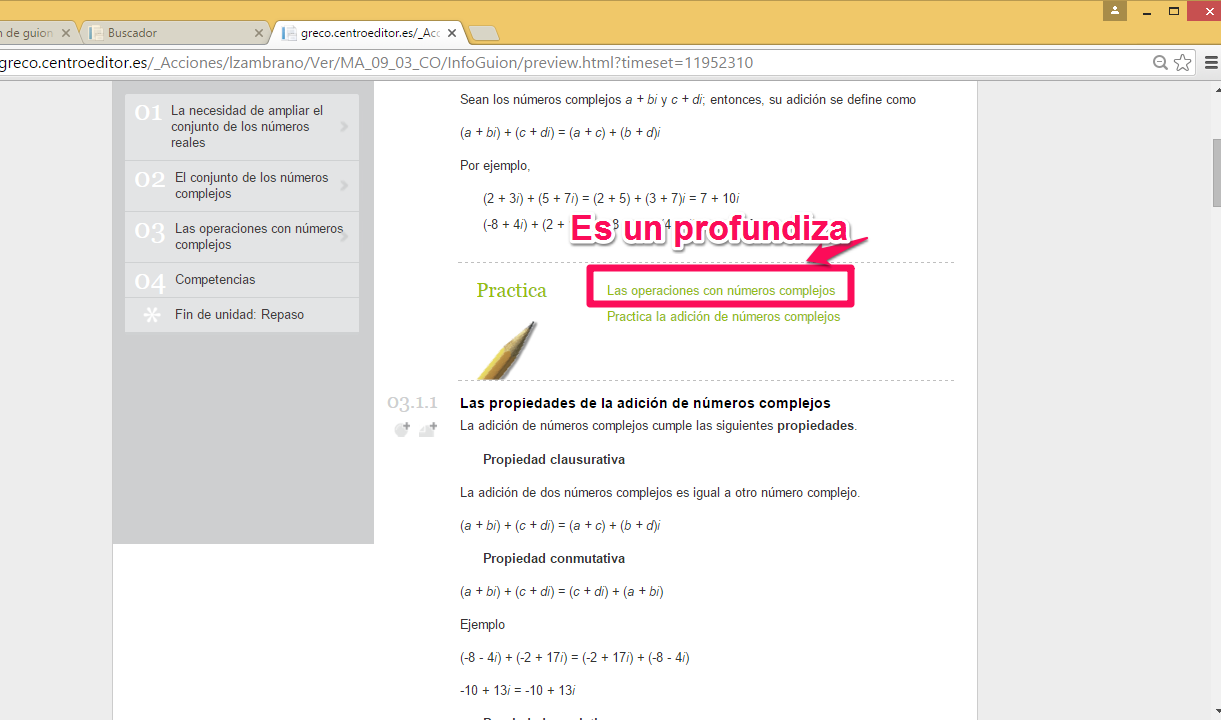 n de guion
Buscador
greco.centroeditor.es/_Acc
greco.centroeditor.es/_Acciones/lzambrano/Ver/MA_09_03_CO/InfoGuion/preview.html?timeset=11952310
01 La necesidad de ampliar el
conjunto de los números
reales
02 El conjunto de los números
complejos
03 Las operaciones con números
complejos
04 Competencias
Fin de unidad: Repaso
Sean los números complejos a + bi y c + di; entonces, su adición se define como
(a + bi) + (c + di) = (a + c) + (b + d)i
Por ejemplo,
(2 + 3i) + (5 + 7i) = (2 + 5) + (3 + 7)i = 7 + 10i
(-8 + 4i) + (2 +
Es un profundiza
Practica
Las operaciones con números complejos
Practica la adición de números complejos
03.1.1 Las propiedades de la adición de números complejos
La adición de números complejos cumple las siguientes propiedades.
Propiedad clausurativa
La adición de dos números complejos es igual a otro número complejo.
(a + bi) + (c + di) = (a + c) + (b + d)i
Propiedad conmutativa
(a + bi) + (c + di) = (c + di) + (a + bi)
Ejemplo
(-8 - 4i) + (-2 + 17i) = (-2 + 17i) + (-8 - 4i)
-10 + 13i = -10 + 13i